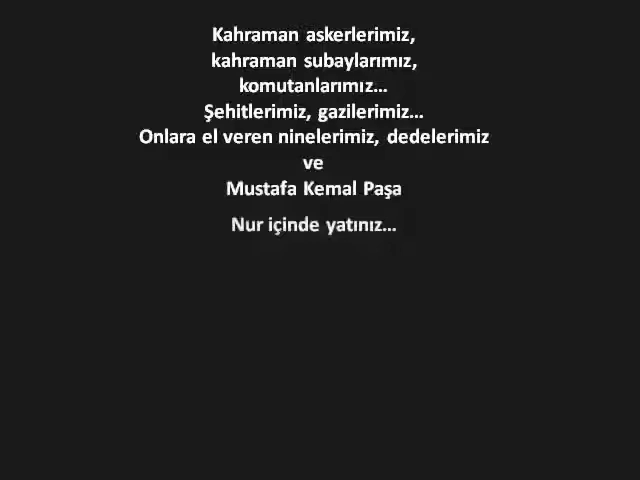 Kahraman askerlerimiz,
kahraman subaylarımız,
komutanlarımız...
Şehitlerimiz, gazilerimiz...
Onlara el veren ninelerimiz, dedelerimiz
ve
Mustafa Kemal Paşa
Nur içinde yatınız...